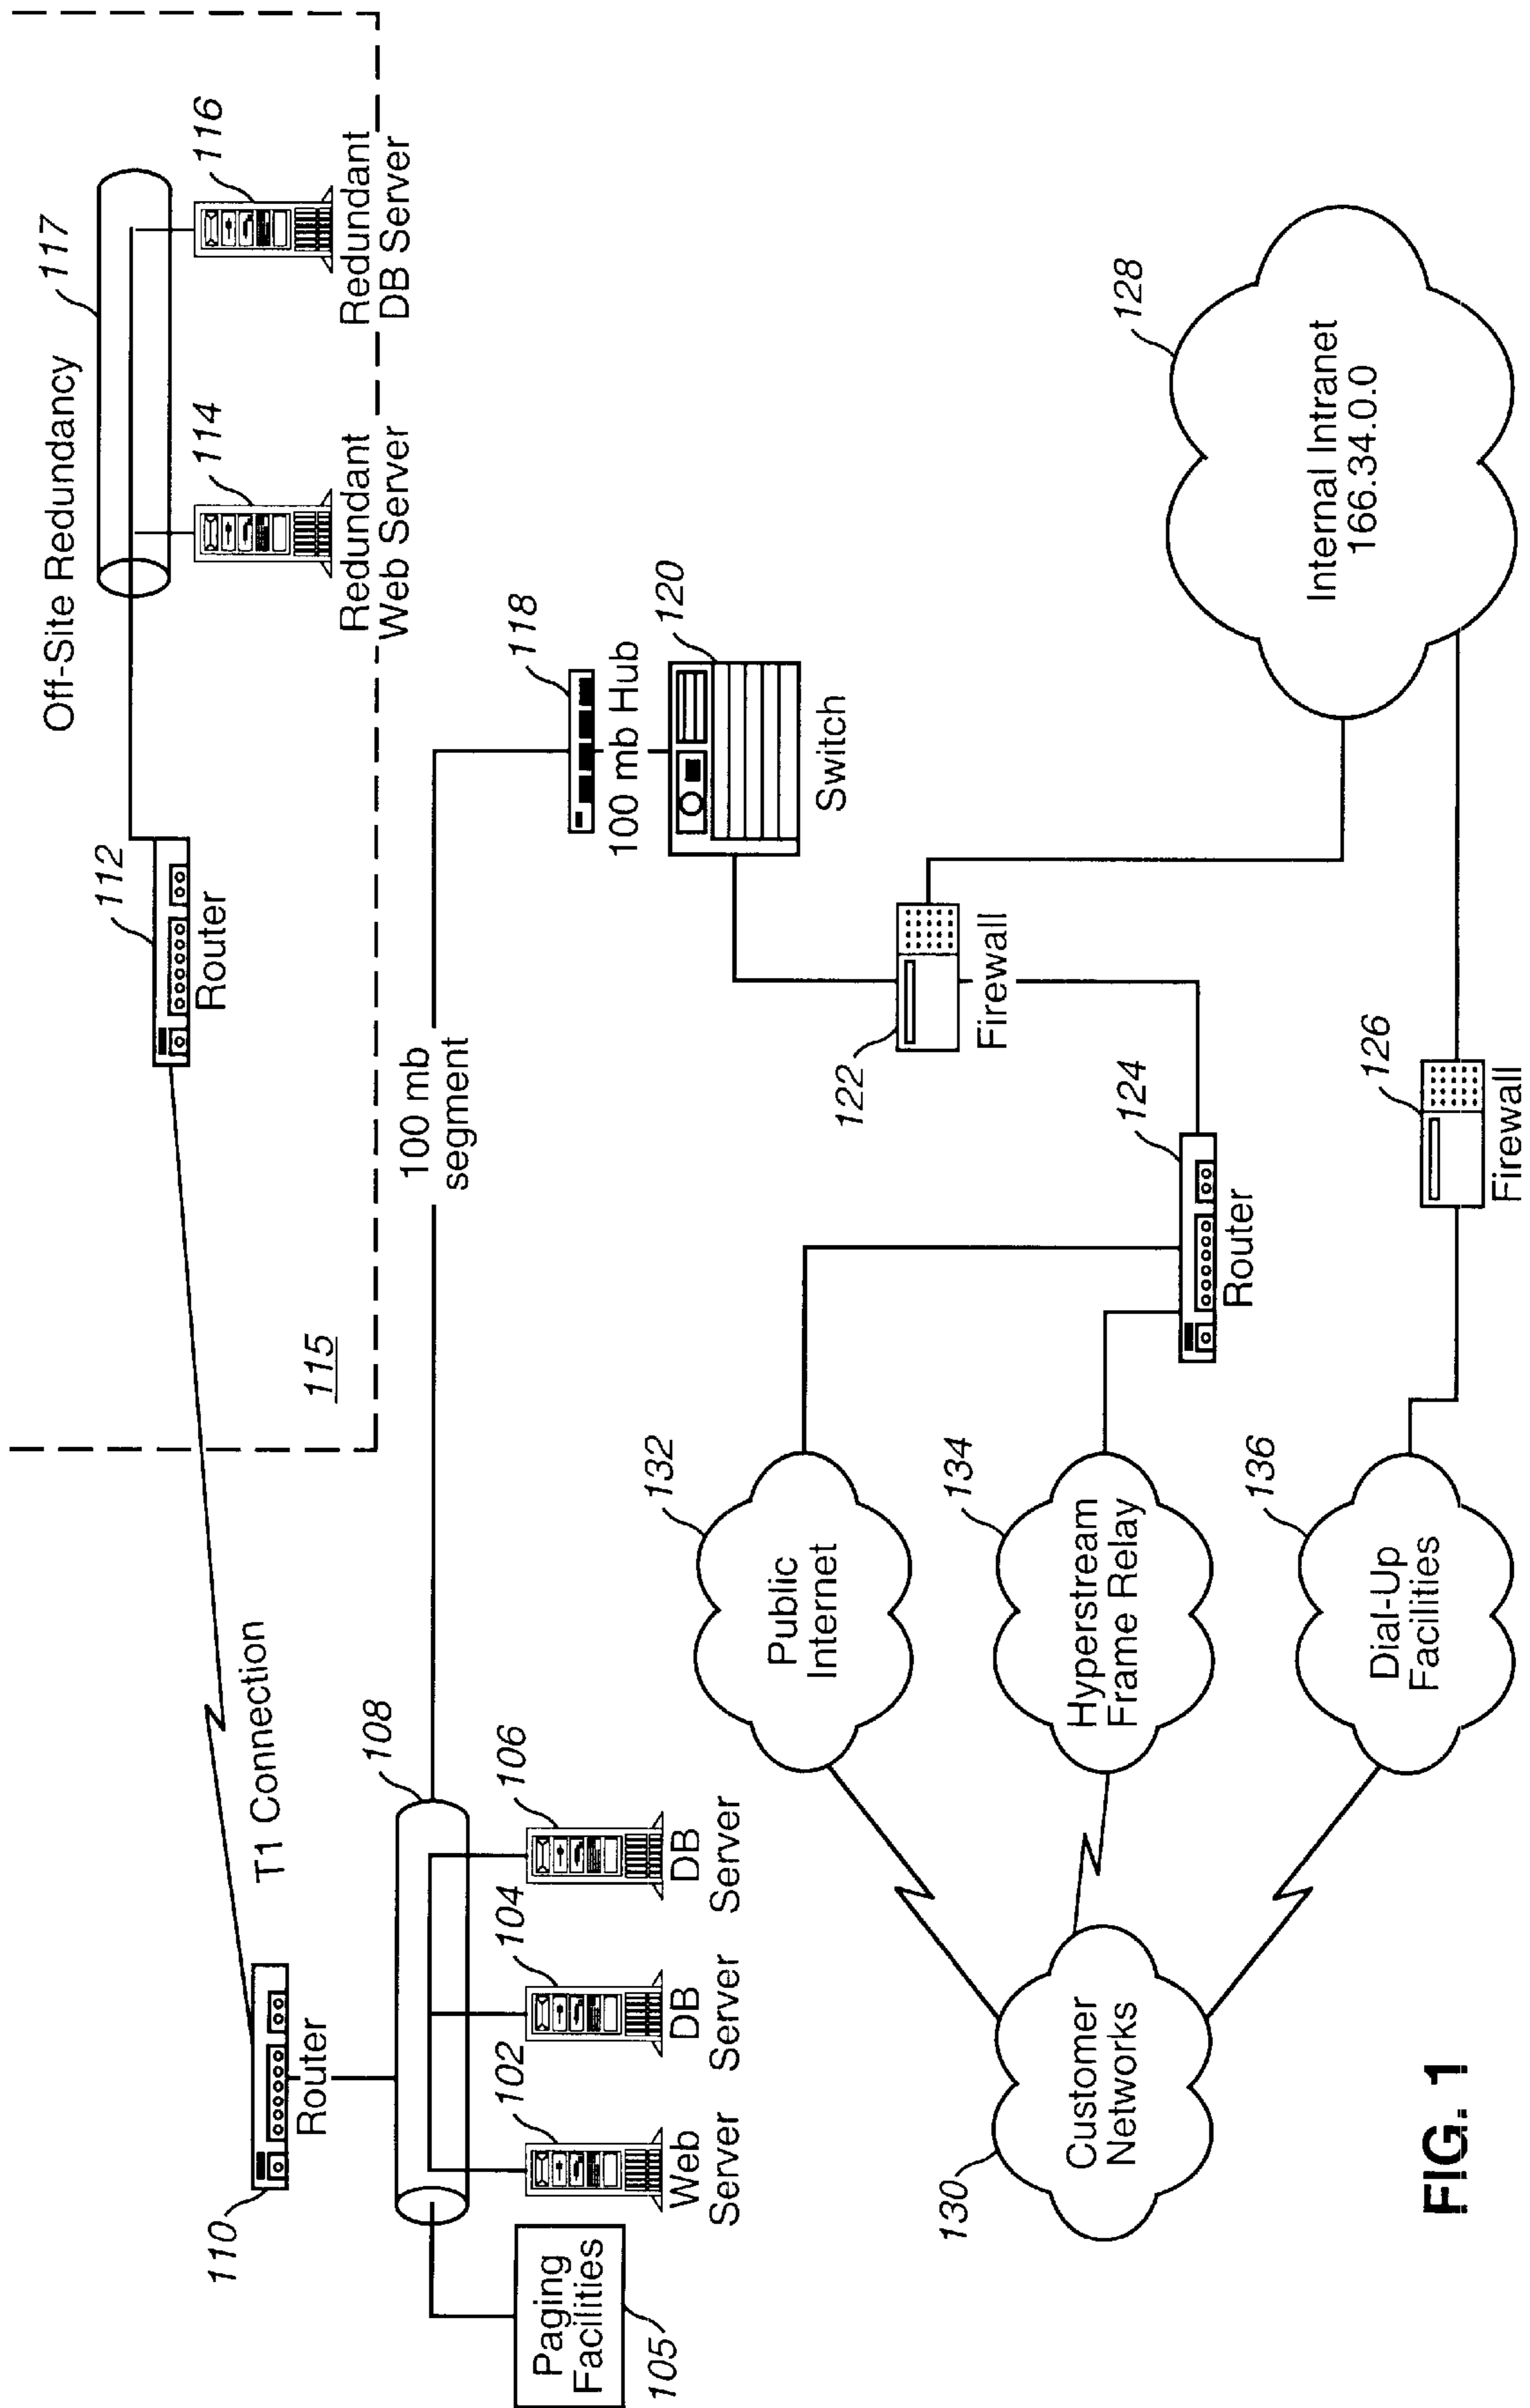 Off-Site Redundancy
117
116
114
112
Router
Redundant
Web Server
Redundant
DB Server
115
T1 Connection
110
Router
108
100 mb
segment
118
100 mb Hub
120
Switch
106
104
102
DB
Server
DB
Server
Web
Server
Paging
Facilities
105
122
Firewall
124
Router
126
Firewall
128
Internal Intranet
166.34.0.0
132
Public
Internet
134
Hyperstream
Frame Relay
136
Dial-Up
Facilities
130
Customer
Networks
FIG. 1